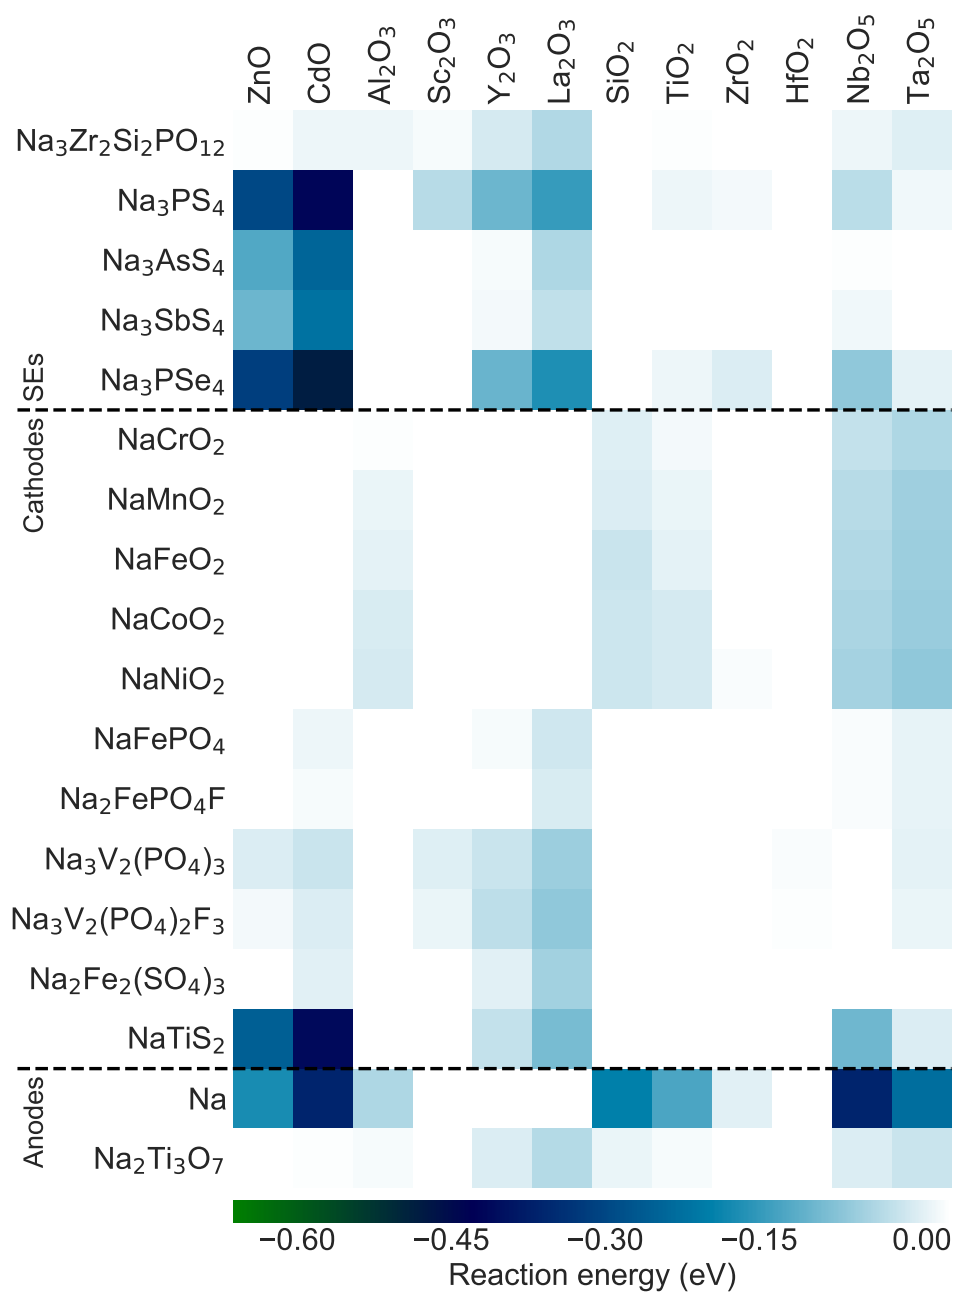 ZnO CdO Al₂O₃ Sc₂O₃ Y₂O₃ La₂O₃ SiO₂ TiO₂ ZrO₂ HfO₂ Nb₂O₅ Ta₂O₅
Na₃Zr₂Si₂PO₁₂
Na₃PS₄
Na₃AsS₄
Na₃SbS₄
Na₃PSe₄
SEs
Cathodes
NaCrO₂
NaMnO₂
NaFeO₂
NaCoO₂
NaNiO₂
NaFePO₄
Na₂FePO₄F
Na₃V₂(PO₄)₃
Na₃V₂(PO₄)₂F₃
Na₂Fe₂(SO₄)₃
NaTiS₂
Anodes
Na
Na₂Ti₃O₇
−0.60 −0.45 −0.30 −0.15 0.00
Reaction energy (eV)